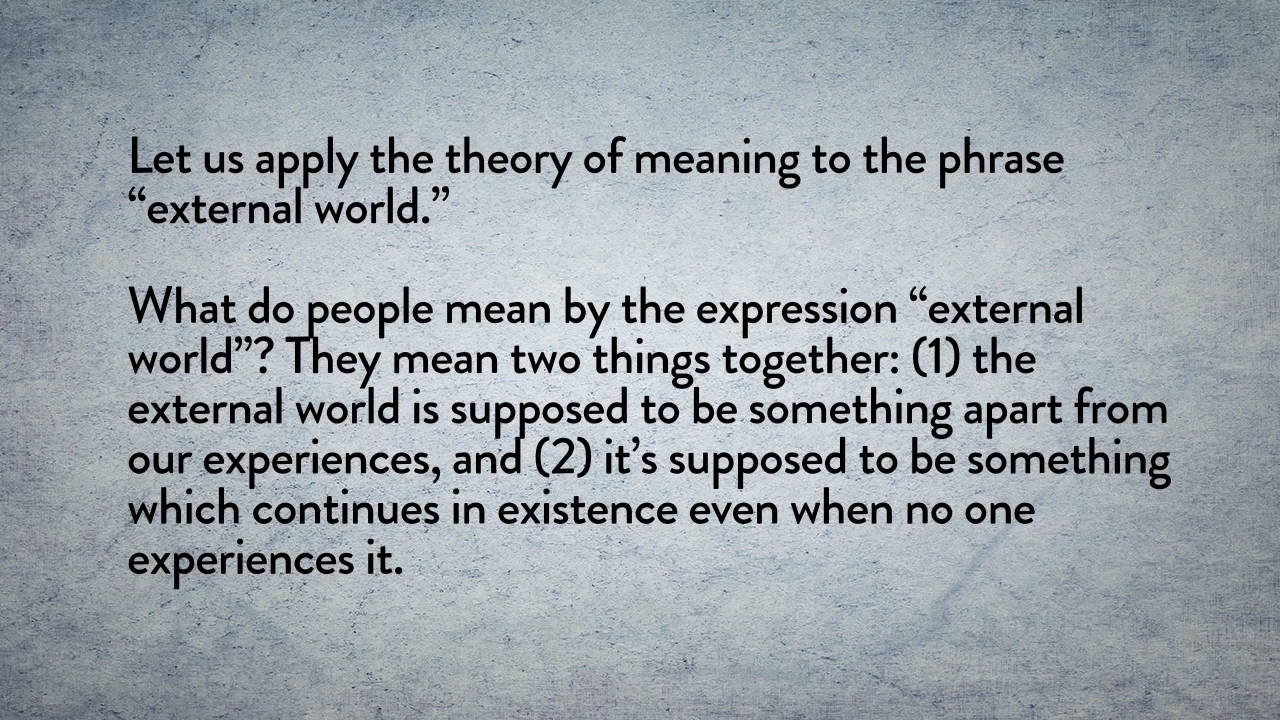 Let us apply the theory of meaning to the phrase
“external world.”
What do people mean by the expression “external
world”? They mean two things together: (1) the
external world is supposed to be something apart from
our experiences, and (2) it’s supposed to be something
which continues in existence even when no one
experiences it.